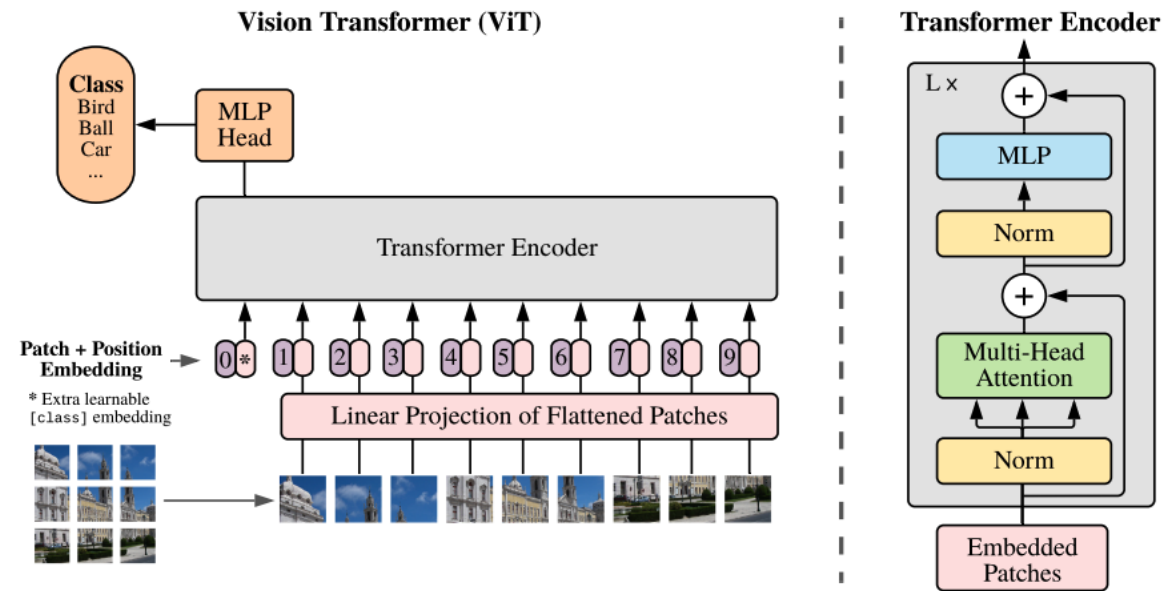 Vision Transformer (ViT)
Class
Bird
Ball
Car
...
MLP
Head
Transformer Encoder
Patch + Position
Embedding
0 * 1 2 3 4 5 6 7 8 9
* Extra learnable
[class] embedding
Linear Projection of Flattened Patches
Transformer Encoder
L ×
+
MLP
Norm
+
Multi-Head
Attention
Norm
Embedded
Patches